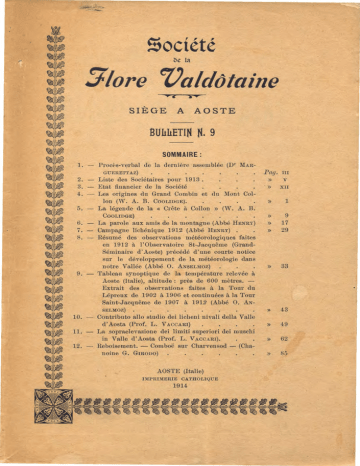 Société
de la
Flore Valdôtaine
SIÈGE A AOSTE
BULLETIN N. 9
SOMMAIRE :
1. — Procès-verbal de la dernière assemblée (Dr MAR-
GUERETTAZ) . . . . . . Pag. III
2. — Liste des Sociétaires pour 1913 . . . » V
3. — Etat financier de la Société . . . » XII
4. — Les origines du Grand Combin et du Mont Col-
lon (W. A. B. COOLIDGE). . . . » 1
5. — La légende de la « Crête à Collon » (W. A. B.
COOLIDGE) . . . . . » 9
6. — La parole aux amis de la montagne (Abbé HENRY) » 17
7. — Campagne lichénique 1912 (Abbé HENRY) » 29
8. — Résumé des observations météorologiques faites
en 1912 à l'Observatoire St-Jacquême (Grand-
Séminaire d'Aoste) précédé d'une courte notice
sur le développement de la météorologie dans
notre Vallée (Abbé O. ANSELMOZ) . . » 33
9. — Tableau synoptique de la température relevée à
Aoste (Italie), altitude : près de 600 mètres. —
Extrait des observations faites à la Tour du
Lépreux de 1902 à 1906 et continuées à la Tour
Saint-Jacquême de 1907 à 1912 (Abbé O. AN-
SELMOZ) . . . . . » 42
10. — Contributo allo studio dei licheni nivali della Valle
d'Aosta (Prof. L. VACCARI) . . . » 49
11. — La sopraelevazione dei limiti superiori dei muschi
in Valle d'Aosta (Prof. L. VACCARI). . » 62
12. — Reboisement. — Comboé sur Charvensod — (Cha-
noine G. GIROD) . . . . » 85
AOSTE (Italie)
IMPRIMERIE CATHOLIQUE
1914